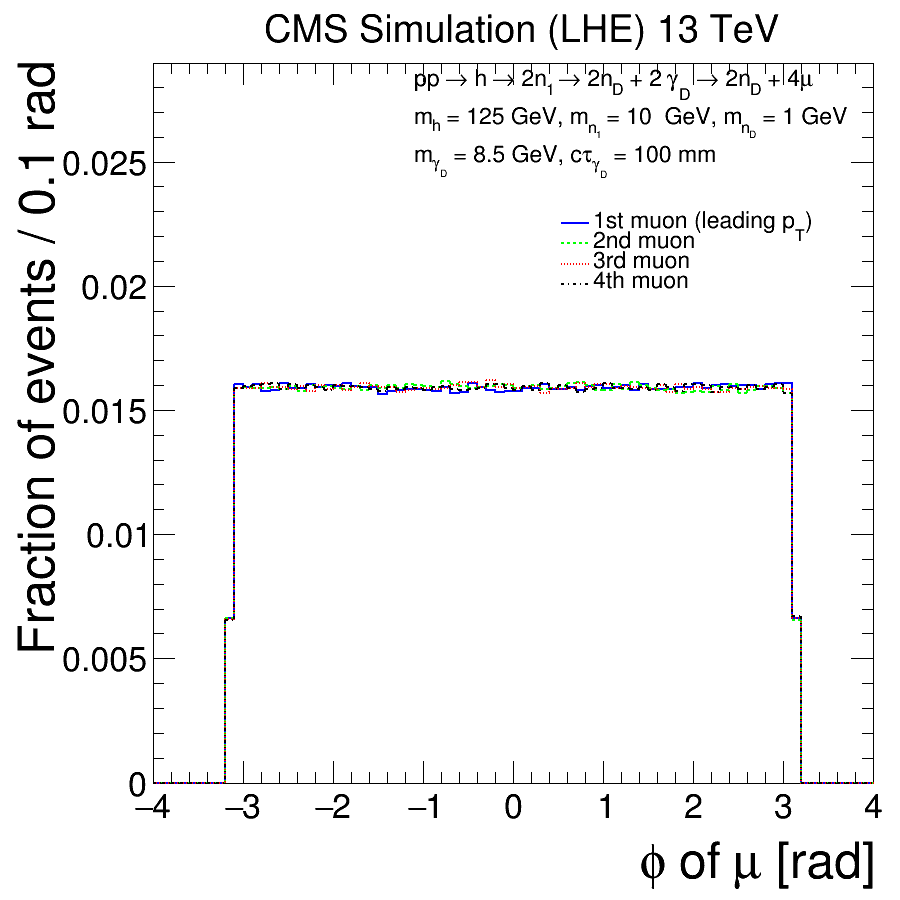 CMS Simulation (LHE) 13 TeV
pp → h → 2n1 → 2nD + 2 γD → 2nD + 4μ
mh = 125 GeV, mn1 = 10 GeV, mnD = 1 GeV
mγD = 8.5 GeV, cτγD = 100 mm
1st muon (leading pT)
2nd muon
3rd muon
4th muon
Fraction of events / 0.1 rad
0.025
0.02
0.015
0.01
0.005
0
−4 −3 −2 −1 0 1 2 3 4
ϕ of μ [rad]